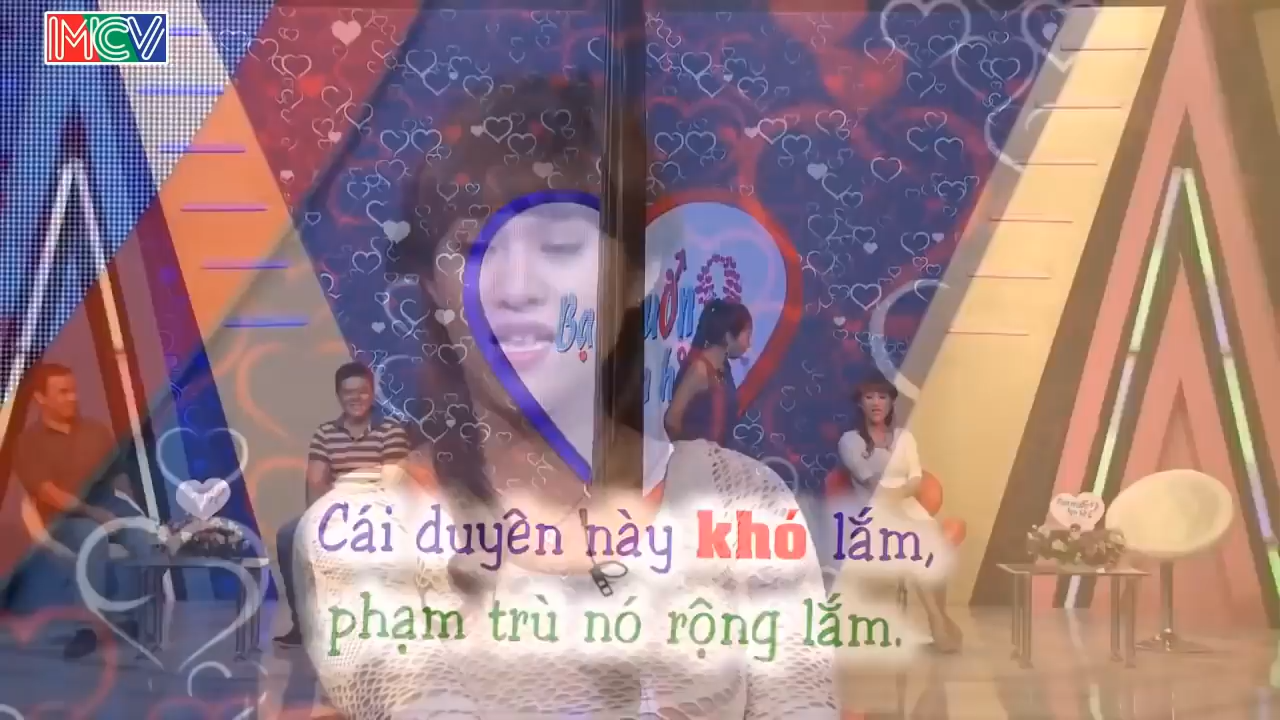 MCV
Cái duyên này khó lắm,
phạm trù nó rộng lắm.